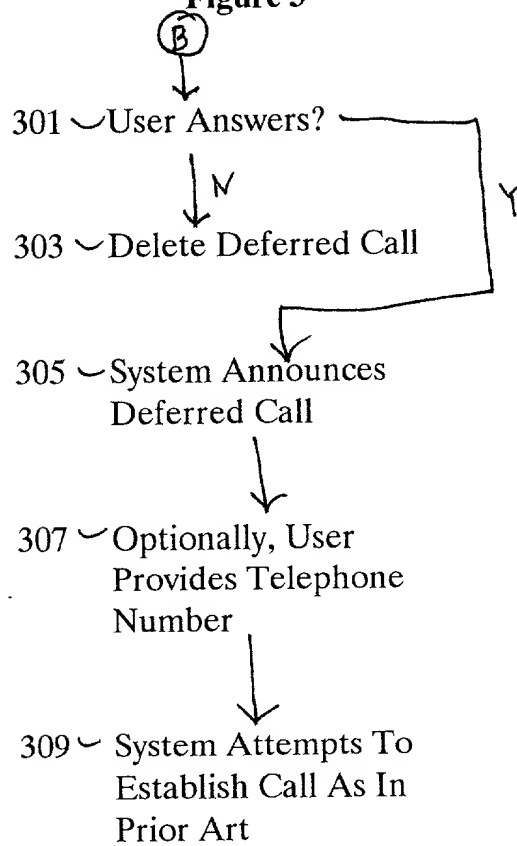 Figure 3
B
301 User Answers?
N
Y
303 Delete Deferred Call
305 System Announces
Deferred Call
307 Optionally, User
Provides Telephone
Number
309 System Attempts To
Establish Call As In
Prior Art